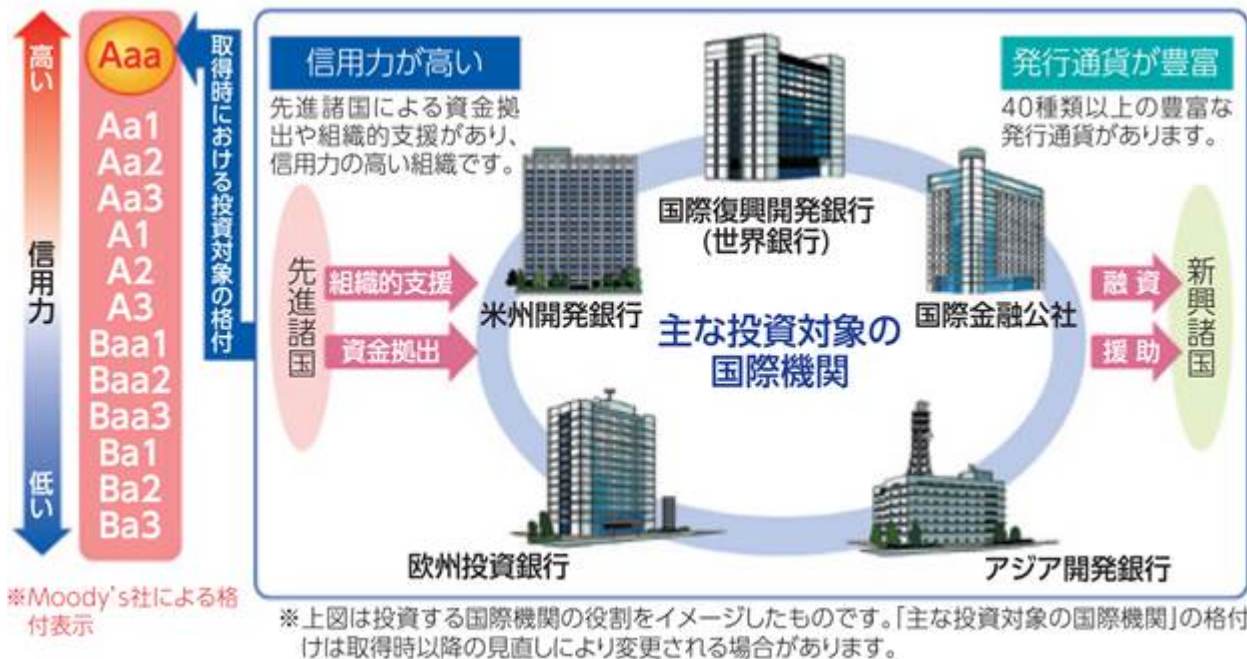 高い
信用力
低い
Aaa
Aa1
Aa2
Aa3
A1
A2
A3
Baa1
Baa2
Baa3
Ba1
Ba2
Ba3
※Moody's社による格
付表示
取得時における投資対象の格付
信用力が高い
先進諸国による資金拠
出や組織的支援があり、
信用力の高い組織です。
発行通貨が豊富
40種類以上の豊富な
発行通貨があります。
先進諸国
組織的支援
資金拠出
国際復興開発銀行
(世界銀行)
米州開発銀行
国際金融公社
主な投資対象の
国際機関
欧州投資銀行
アジア開発銀行
融資
援助
新興諸国
※上図は投資する国際機関の役割をイメージしたものです。「主な投資対象の国際機関」の格付
けは取得時以降の見直しにより変更される場合があります。